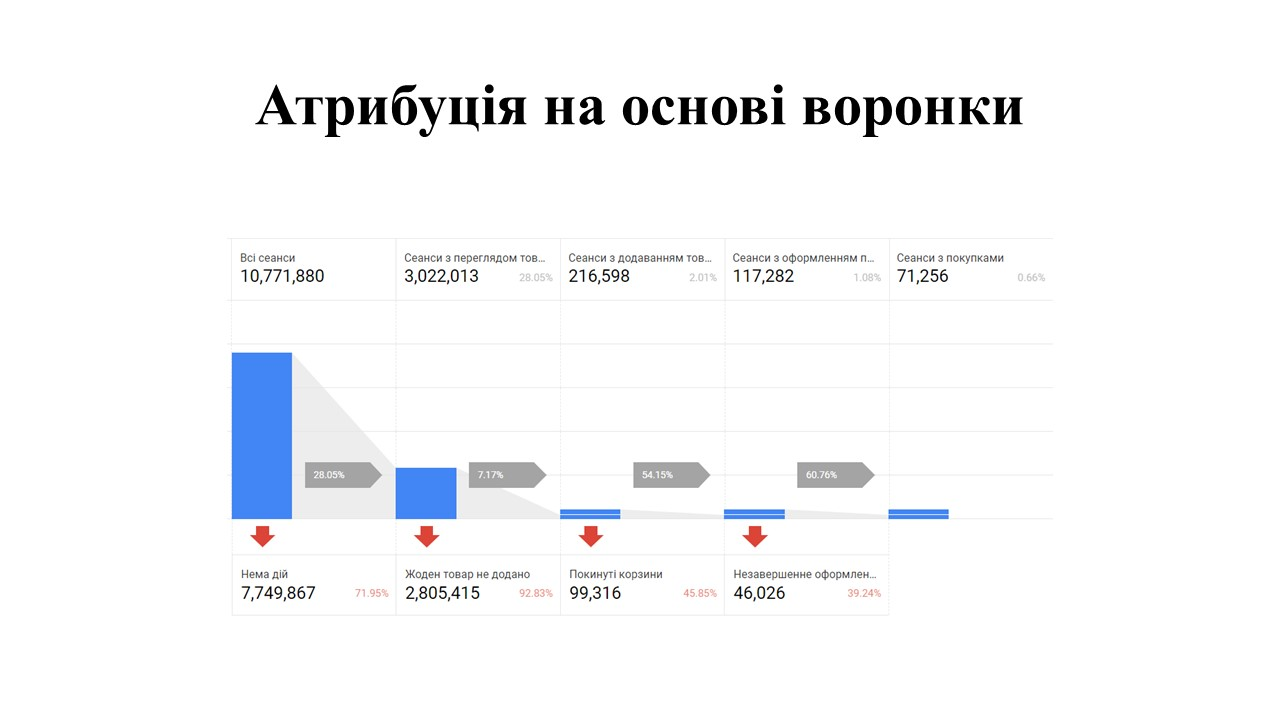 Атрибуція на основі воронки
Всі сеанси
10,771,880
Сеанси з переглядом тов...
3,022,013 28.05%
Сеанси з додаванням тов...
216,598 2.01%
Сеанси з оформленням п...
117,282 1.08%
Сеанси з покупками
71,256 0.66%
28.05%
7.17%
54.15%
60.76%
Нема дій
7,749,867 71.95%
Жоден товар не додано
2,805,415 92.83%
Покинуті корзини
99,316 45.85%
Незавершенне оформлен...
46,026 39.24%